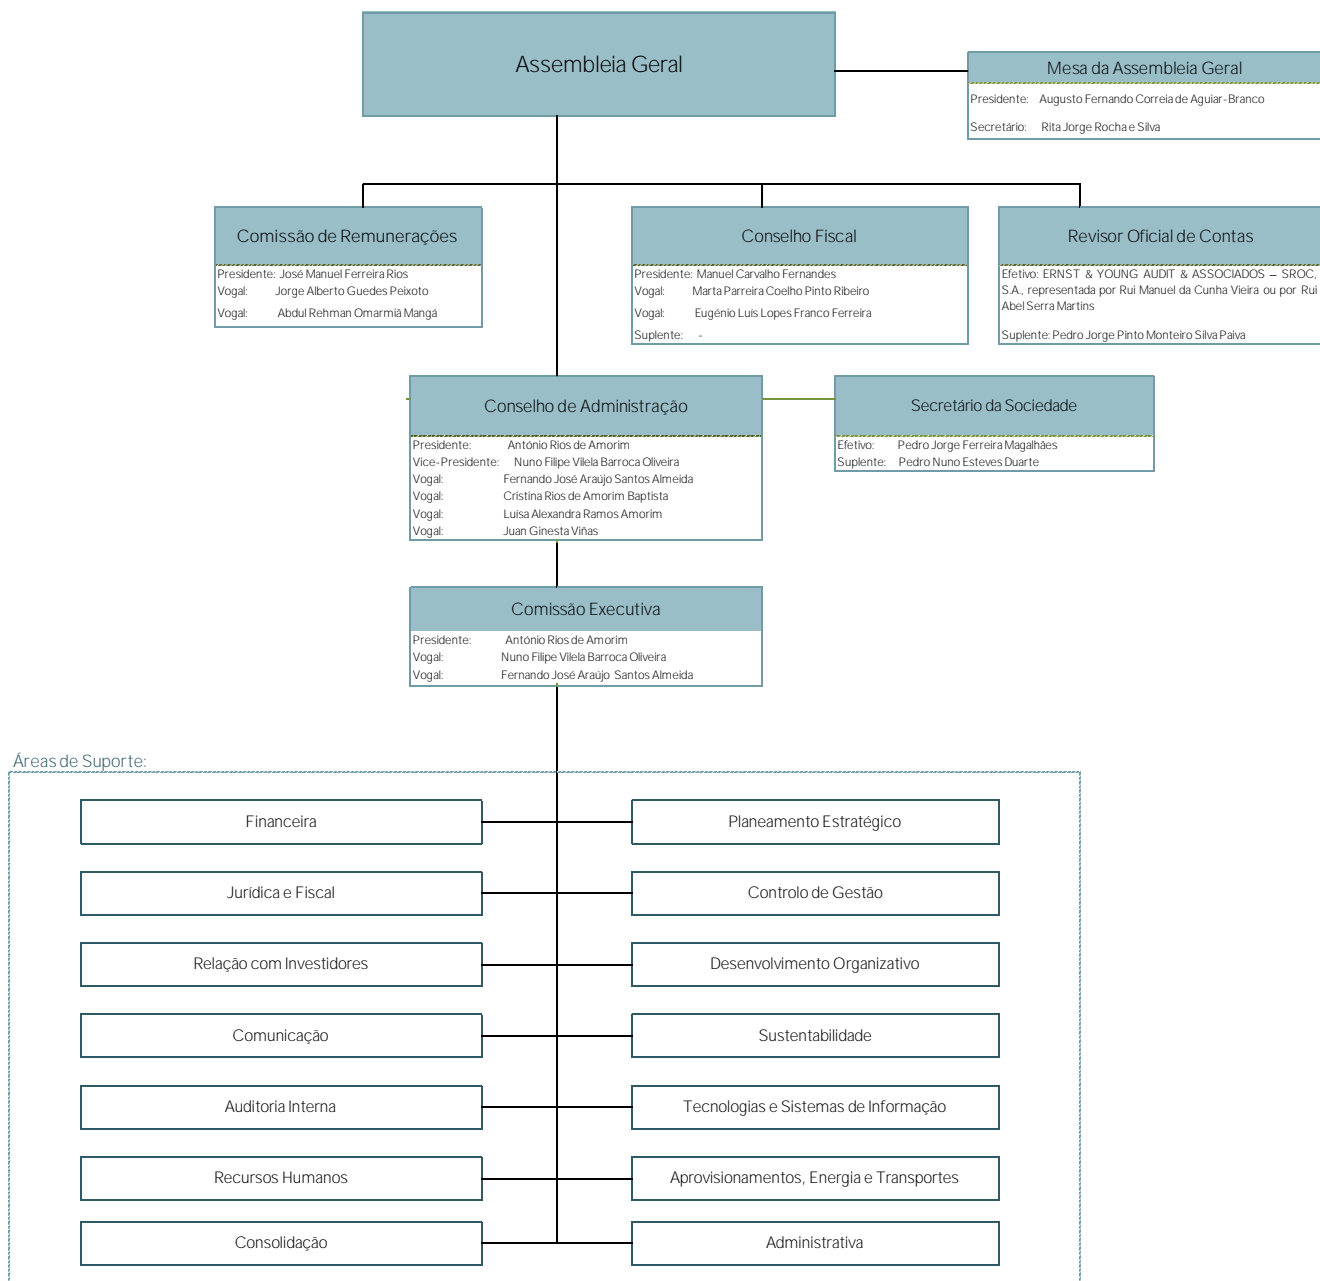 Assembleia Geral
Mesa da Assembleia Geral
Presidente: Augusto Fernando Correia de Aguiar-Branco
Secretário: Rita Jorge Rocha e Silva
Comissão de Remunerações
Presidente: José Manuel Ferreira Rios
Vogal: Jorge Alberto Guedes Peixoto
Vogal: Abdul Rehman Omarmiã Mangá
Conselho Fiscal
Presidente: Manuel Carvalho Fernandes
Vogal: Marta Parreira Coelho Pinto Ribeiro
Vogal: Eugénio Luís Lopes Franco Ferreira
Suplente: -
Revisor Oficial de Contas
Efetivo: ERNST & YOUNG AUDIT & ASSOCIADOS – SROC,
S.A., representada por Rui Manuel da Cunha Vieira ou por Rui
Abel Serra Martins
Suplente: Pedro Jorge Pinto Monteiro Silva Paiva
Conselho de Administração
Presidente: António Rios de Amorim
Vice-Presidente: Nuno Filipe Vilela Barroca Oliveira
Vogal: Fernando José Araújo Santos Almeida
Vogal: Cristina Rios de Amorim Baptista
Vogal: Luísa Alexandra Ramos Amorim
Vogal: Juan Ginesta Viñas
Secretário da Sociedade
Efetivo: Pedro Jorge Ferreira Magalhães
Suplente: Pedro Nuno Esteves Duarte
Comissão Executiva
Presidente: António Rios de Amorim
Vogal: Nuno Filipe Vilela Barroca Oliveira
Vogal: Fernando José Araújo Santos Almeida
Áreas de Suporte:
Financeira
Planeamento Estratégico
Jurídica e Fiscal
Controlo de Gestão
Relação com Investidores
Desenvolvimento Organizativo
Comunicação
Sustentabilidade
Auditoria Interna
Tecnologias e Sistemas de Informação
Recursos Humanos
Aprovisionamentos, Energia e Transportes
Consolidação
Administrativa